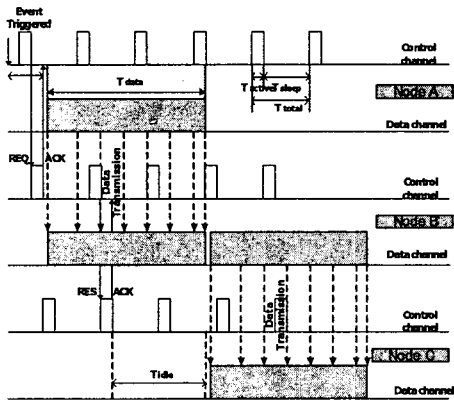 Event
Triggered
Control
channel
T data
T active
T sleep
T total
Node A
Data channel
REQ
ACK
Data
Transmission
Control
channel
Node B
Data channel
RES
ACK
Data
Transmission
Control
channel
Node C
T idle
Data channel